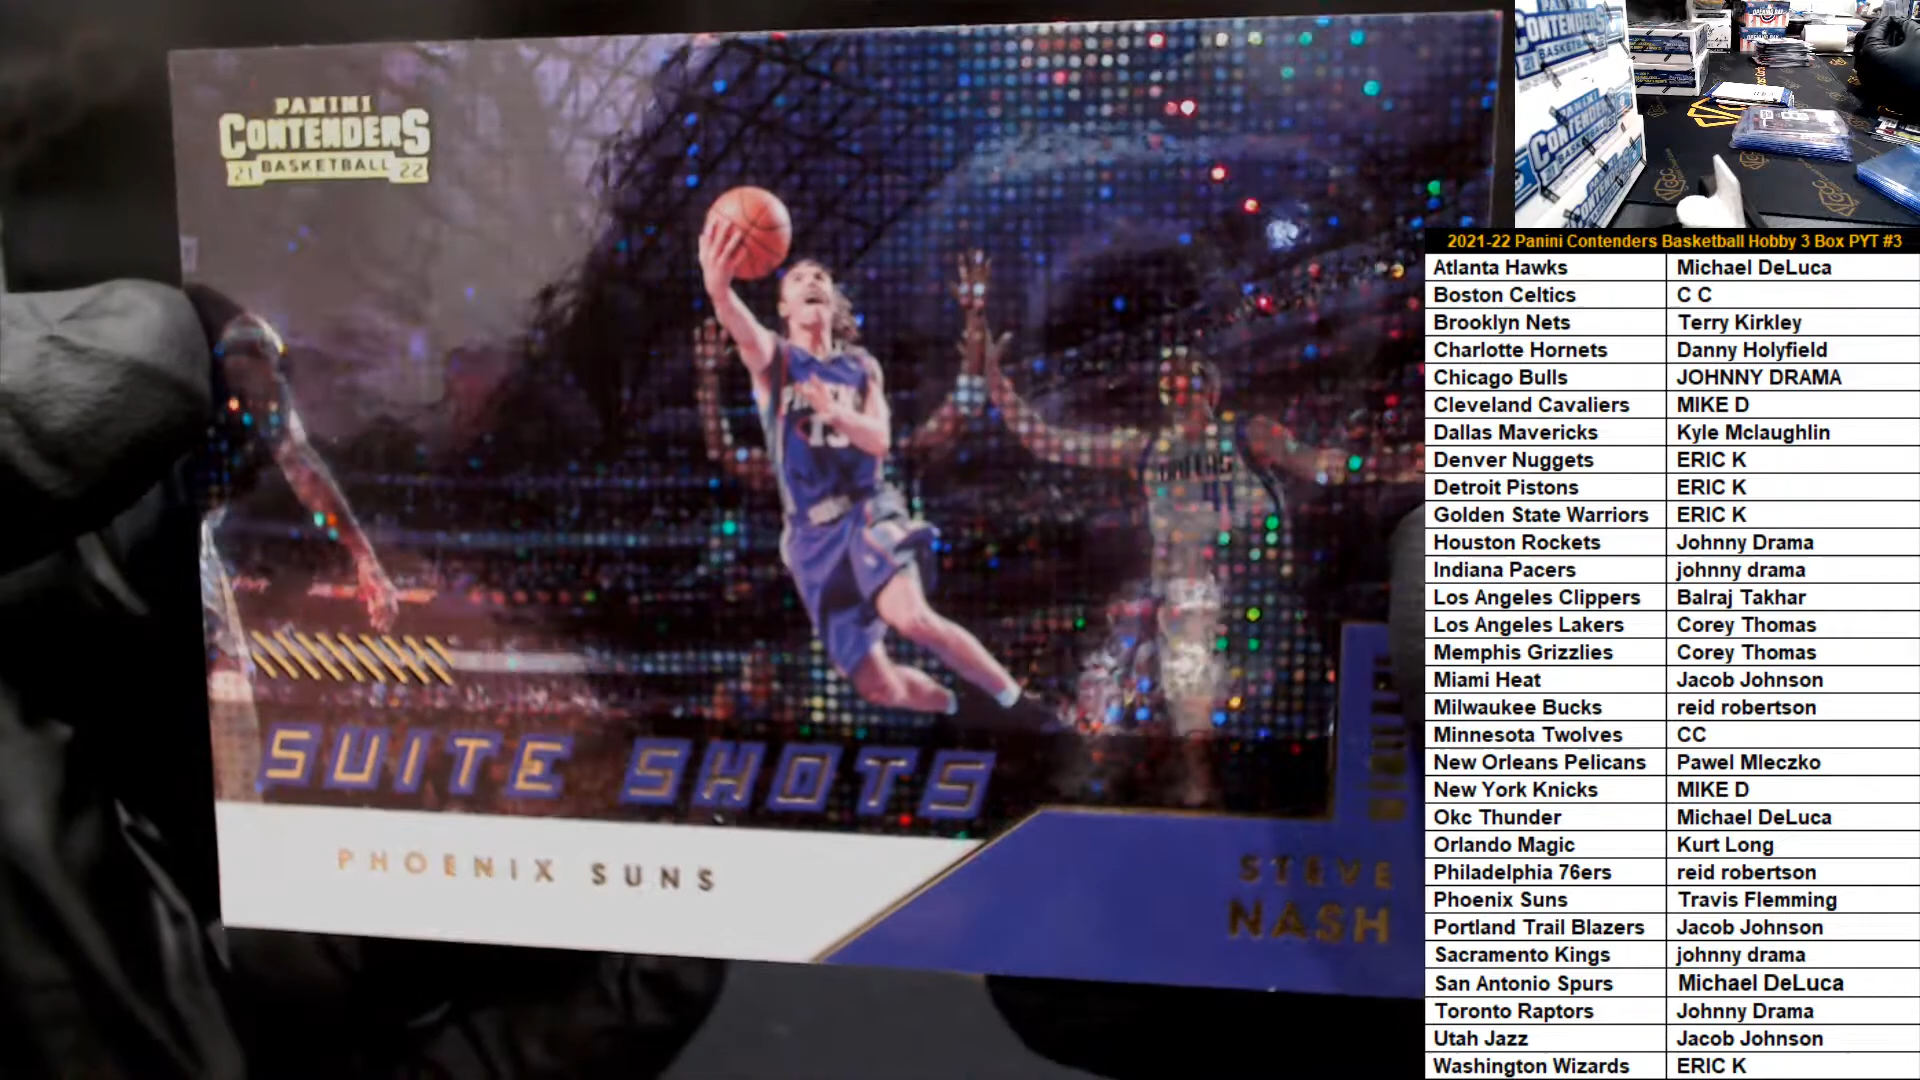 PANINI
CONTENDERS
21 BASKETBALL 22
SUITE SHOTS
PHOENIX SUNS
STEVE
NASH
13
DALLAS
PANINI
CONTENDERS
BASKETBALL
2021-22 Panini Contenders Basketball Hobby 3 Box PYT #3
Atlanta Hawks Michael DeLuca
Boston Celtics C C
Brooklyn Nets Terry Kirkley
Charlotte Hornets Danny Holyfield
Chicago Bulls JOHNNY DRAMA
Cleveland Cavaliers MIKE D
Dallas Mavericks Kyle Mclaughlin
Denver Nuggets ERIC K
Detroit Pistons ERIC K
Golden State Warriors ERIC K
Houston Rockets Johnny Drama
Indiana Pacers johnny drama
Los Angeles Clippers Balraj Takhar
Los Angeles Lakers Corey Thomas
Memphis Grizzlies Corey Thomas
Miami Heat Jacob Johnson
Milwaukee Bucks reid robertson
Minnesota Twolves CC
New Orleans Pelicans Pawel Mleczko
New York Knicks MIKE D
Okc Thunder Michael DeLuca
Orlando Magic Kurt Long
Philadelphia 76ers reid robertson
Phoenix Suns Travis Flemming
Portland Trail Blazers Jacob Johnson
Sacramento Kings johnny drama
San Antonio Spurs Michael DeLuca
Toronto Raptors Johnny Drama
Utah Jazz Jacob Johnson
Washington Wizards ERIC K